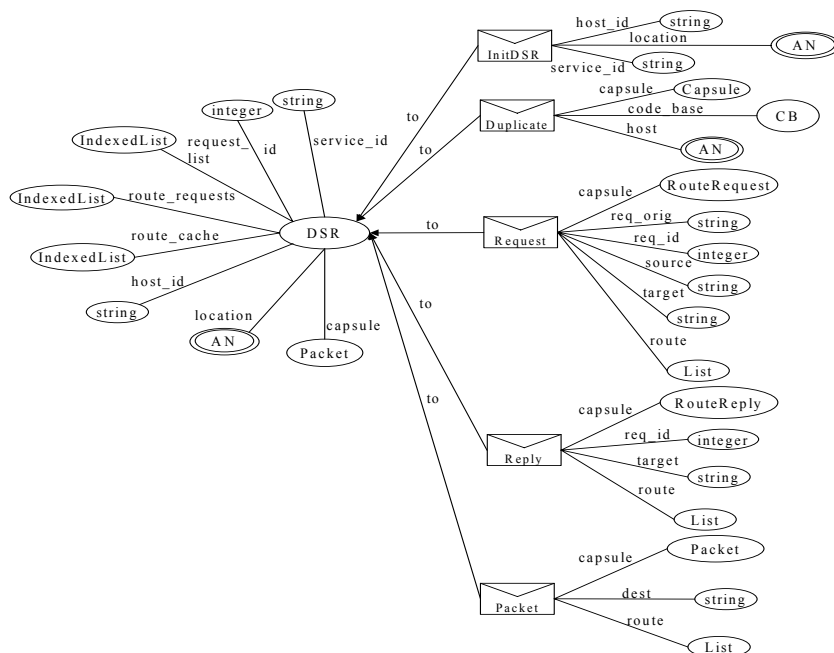 host_id
string
location
AN
InitDSR
service_id
string
capsule
Capsule
code_base
CB
Duplicate
host
AN
to
to
string
integer
service_id
id
IndexedList
request_
list
IndexedList
route_requests
DSR
route_cache
IndexedList
host_id
string
location
AN
capsule
Packet
to
Request
capsule
RouteRequest
req_orig
string
req_id
integer
source
string
target
string
route
List
to
Reply
capsule
RouteReply
req_id
integer
target
string
route
List
to
Packet
capsule
Packet
dest
string
route
List